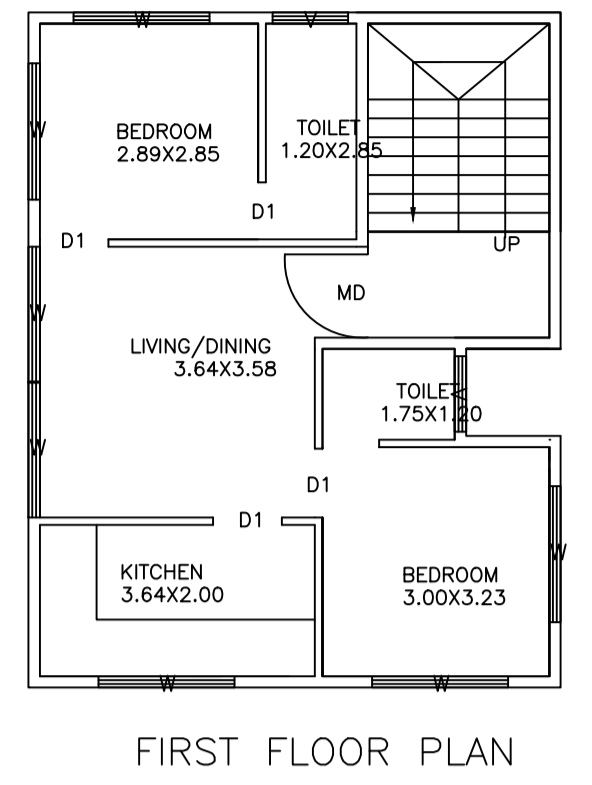 W
V
W
BEDROOM
2.89X2.85
TOILET
1.20X2.85
D1
D1
UP
MD
W
LIVING/DINING
3.64X3.58
TOILET
1.75X1.20
V
W
D1
D1
W
KITCHEN
3.64X2.00
BEDROOM
3.00X3.23
W
W
FIRST FLOOR PLAN